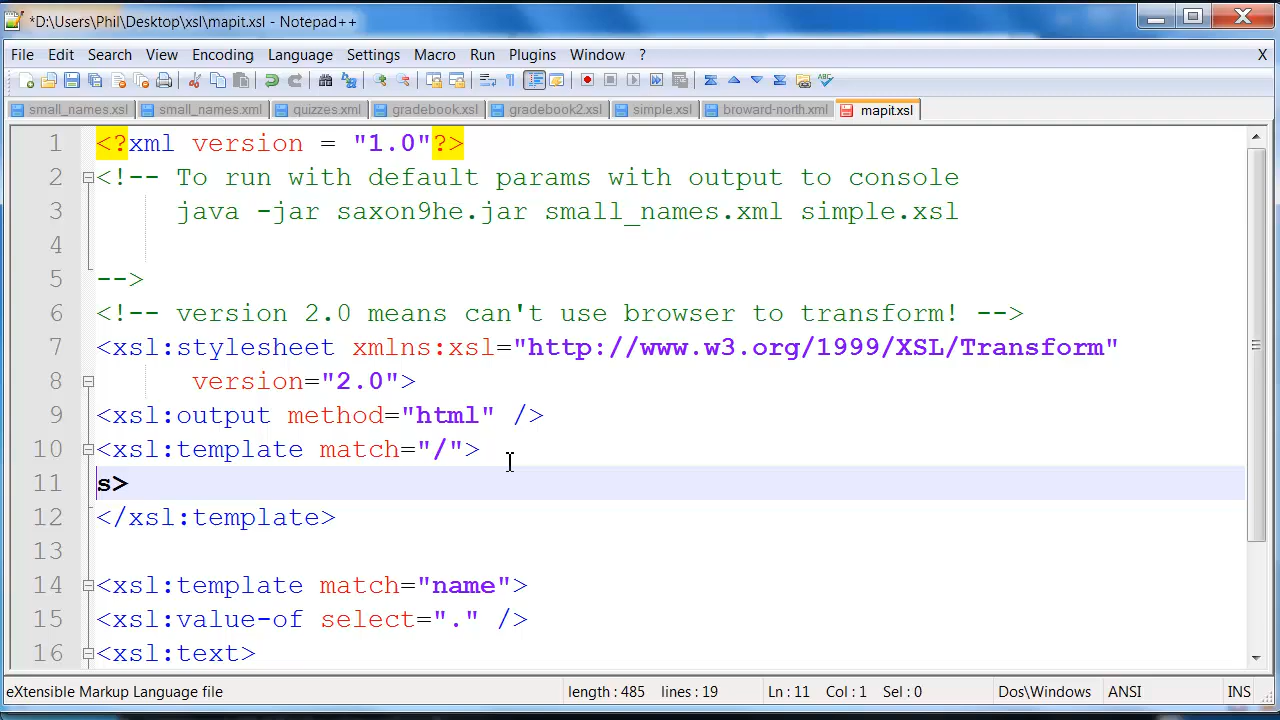 *D:\Users\Phil\Desktop\xsl\mapit.xsl - Notepad++
File Edit Search View Encoding Language Settings Macro Run Plugins Window ? X
small_names.xsl small_names.xml quizzes.xml gradebook.xsl gradebook2.xsl simple.xsl broward-north.xml mapit.xsl
1 <?xml version = "1.0"?>
2 <!-- To run with default params with output to console
3 java -jar saxon9he.jar small_names.xml simple.xsl
4
5 -->
6 <!-- version 2.0 means can't use browser to transform! -->
7 <xsl:stylesheet xmlns:xsl="http://www.w3.org/1999/XSL/Transform"
8 version="2.0">
9 <xsl:output method="html" />
10 <xsl:template match="/">
11 s>
12 </xsl:template>
13
14 <xsl:template match="name">
15 <xsl:value-of select="." />
16 <xsl:text>
eXtensible Markup Language file length : 485 lines : 19 Ln : 11 Col : 1 Sel : 0 Dos\Windows ANSI INS